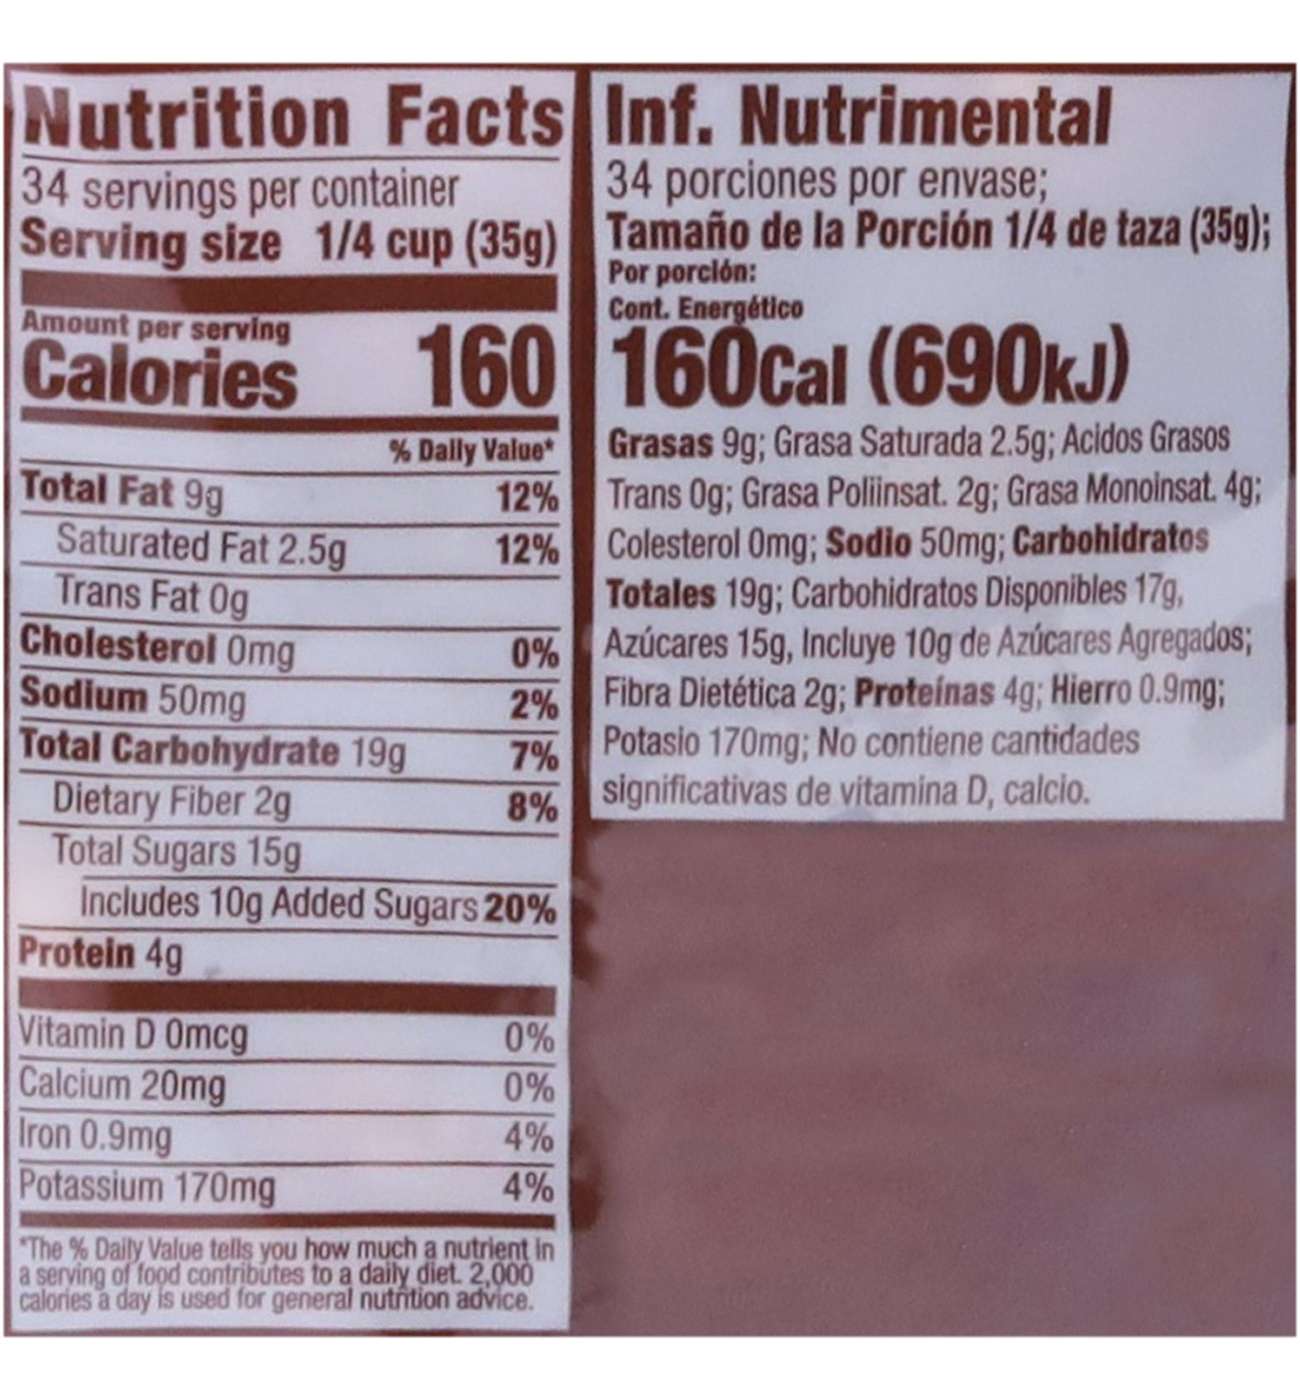 Nutrition Facts
34 servings per container
Serving size 1/4 cup (35g)
Amount per serving
Calories 160
% Daily Value*
Total Fat 9g 12%
Saturated Fat 2.5g 12%
Trans Fat 0g
Cholesterol 0mg 0%
Sodium 50mg 2%
Total Carbohydrate 19g 7%
Dietary Fiber 2g 8%
Total Sugars 15g
Includes 10g Added Sugars 20%
Protein 4g
Vitamin D 0mcg 0%
Calcium 20mg 0%
Iron 0.9mg 4%
Potassium 170mg 4%
*The % Daily Value tells you how much a nutrient in
a serving of food contributes to a daily diet. 2,000
calories a day is used for general nutrition advice.
Inf. Nutrimental
34 porciones por envase;
Tamaño de la Porción 1/4 de taza (35g);
Por porción:
Cont. Energético
160Cal (690kJ)
Grasas 9g; Grasa Saturada 2.5g; Acidos Grasos
Trans 0g; Grasa Poliinsat. 2g; Grasa Monoinsat. 4g;
Colesterol 0mg; Sodio 50mg; Carbohidratos
Totales 19g; Carbohidratos Disponibles 17g,
Azúcares 15g, Incluye 10g de Azúcares Agregados;
Fibra Dietética 2g; Proteínas 4g; Hierro 0.9mg;
Potasio 170mg; No contiene cantidades
significativas de vitamina D, calcio.